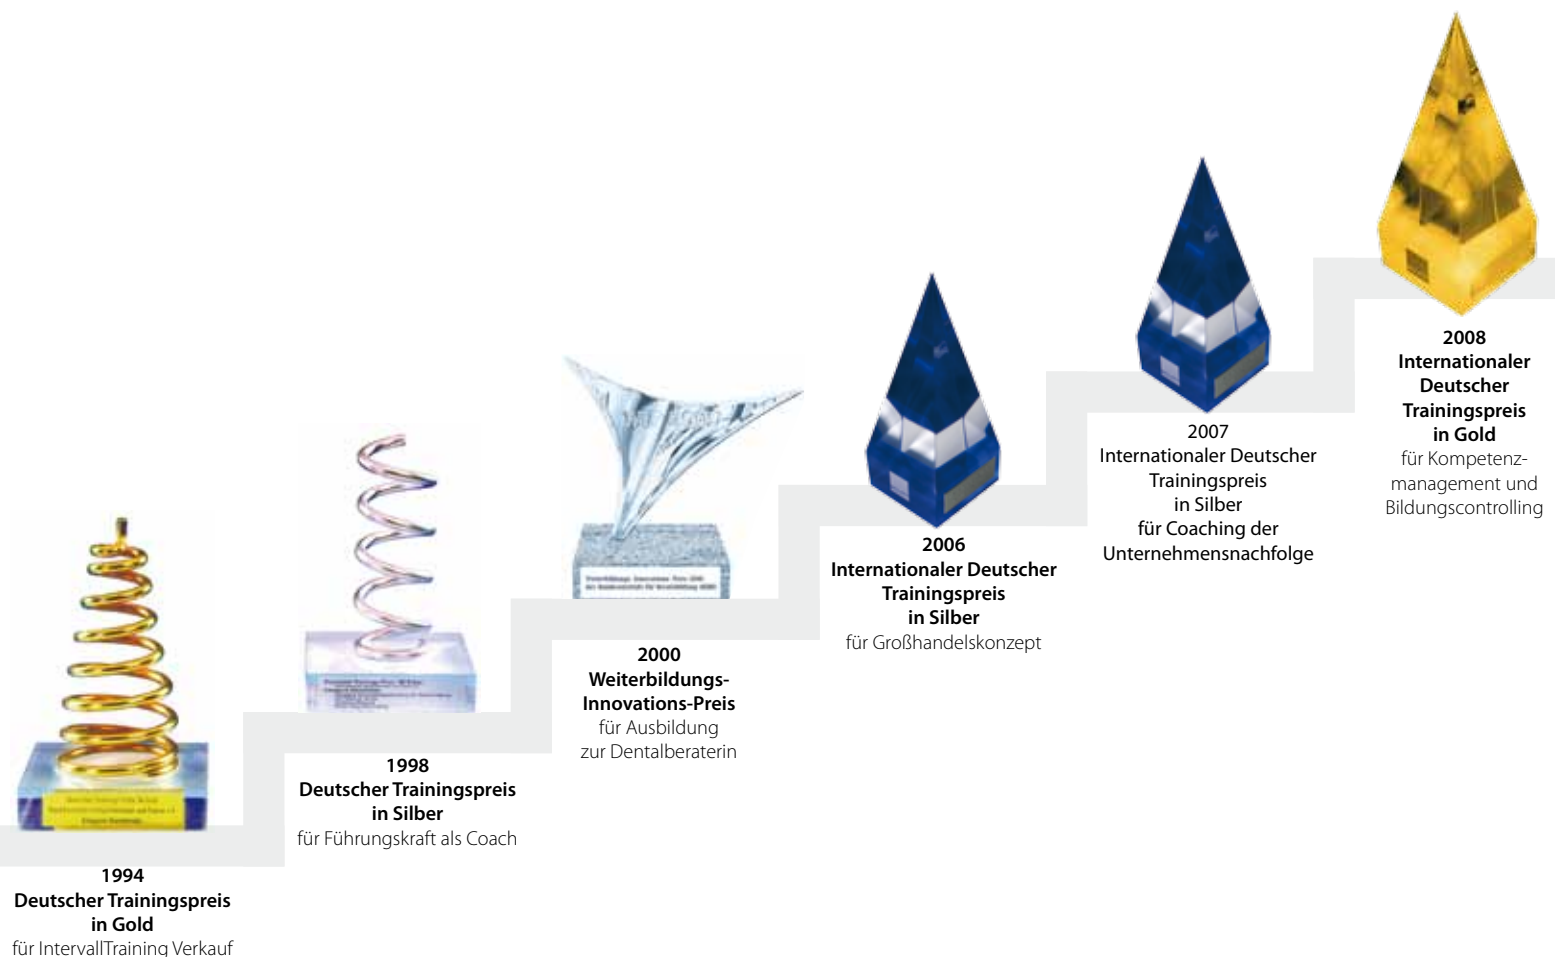 1994
Deutscher Trainingspreis
in Gold
für IntervallTraining Verkauf
1998
Deutscher Trainingspreis
in Silber
für Führungskraft als Coach
2000
Weiterbildungs-
Innovations-Preis
für Ausbildung
zur Dentalberaterin
2006
Internationaler Deutscher
Trainingspreis
in Silber
für Großhandelskonzept
2007
Internationaler Deutscher
Trainingspreis
in Silber
für Coaching der
Unternehmensnachfolge
2008
Internationaler
Deutscher
Trainingspreis
in Gold
für Kompetenz-
management und
Bildungscontrolling